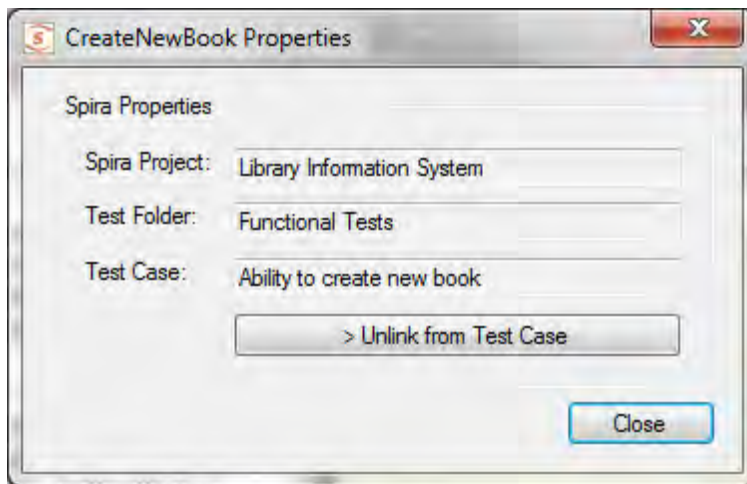 CreateNewBook Properties
Spira Properties
Spira Project: Library Information System
Test Folder: Functional Tests
Test Case: Ability to create new book
> Unlink from Test Case
Close